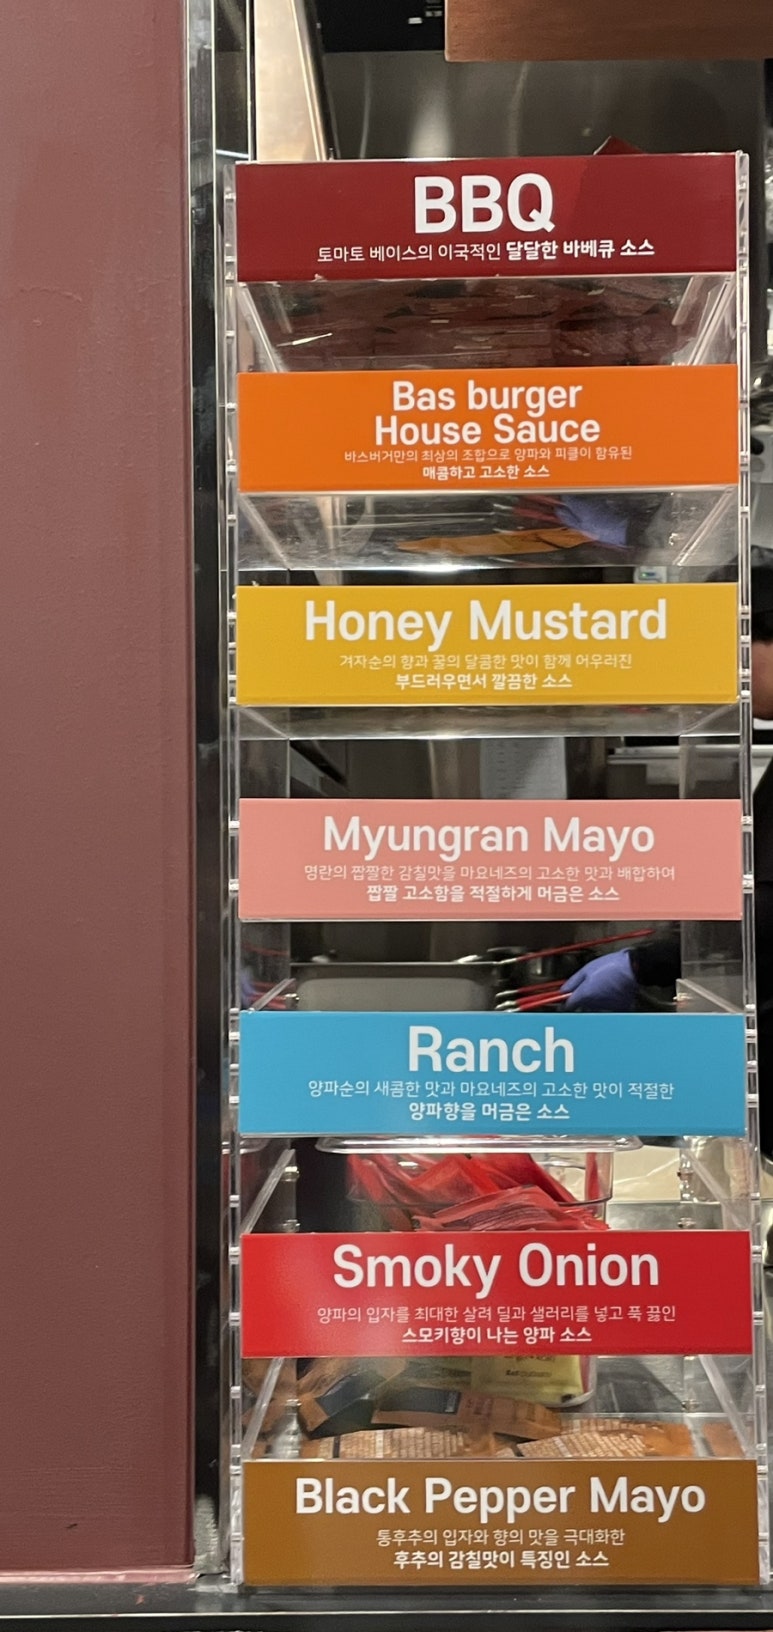 BBQ
토마토 베이스의 이국적인 달달한 바베큐 소스
Bas burger
House Sauce
바스버거만의 최상의 조합으로 양파와 피클이 함유된
매콤하고 고소한 소스
Honey Mustard
겨자순의 향과 꿀의 달콤한 맛이 함께 어우러진
부드러우면서 깔끔한 소스
Myungran Mayo
명란의 짭짤한 감칠맛을 마요네즈의 고소한 맛과 배합하여
짭짤 고소함을 적절하게 머금은 소스
Ranch
양파순의 새콤한 맛과 마요네즈의 고소한 맛이 적절한
양파향을 머금은 소스
Smoky Onion
양파의 입자를 최대한 살려 딜과 샐러리를 넣고 푹 끓인
스모키향이 나는 양파 소스
Black Pepper Mayo
통후추의 입자와 향의 맛을 극대화한
후추의 감칠맛이 특징인 소스